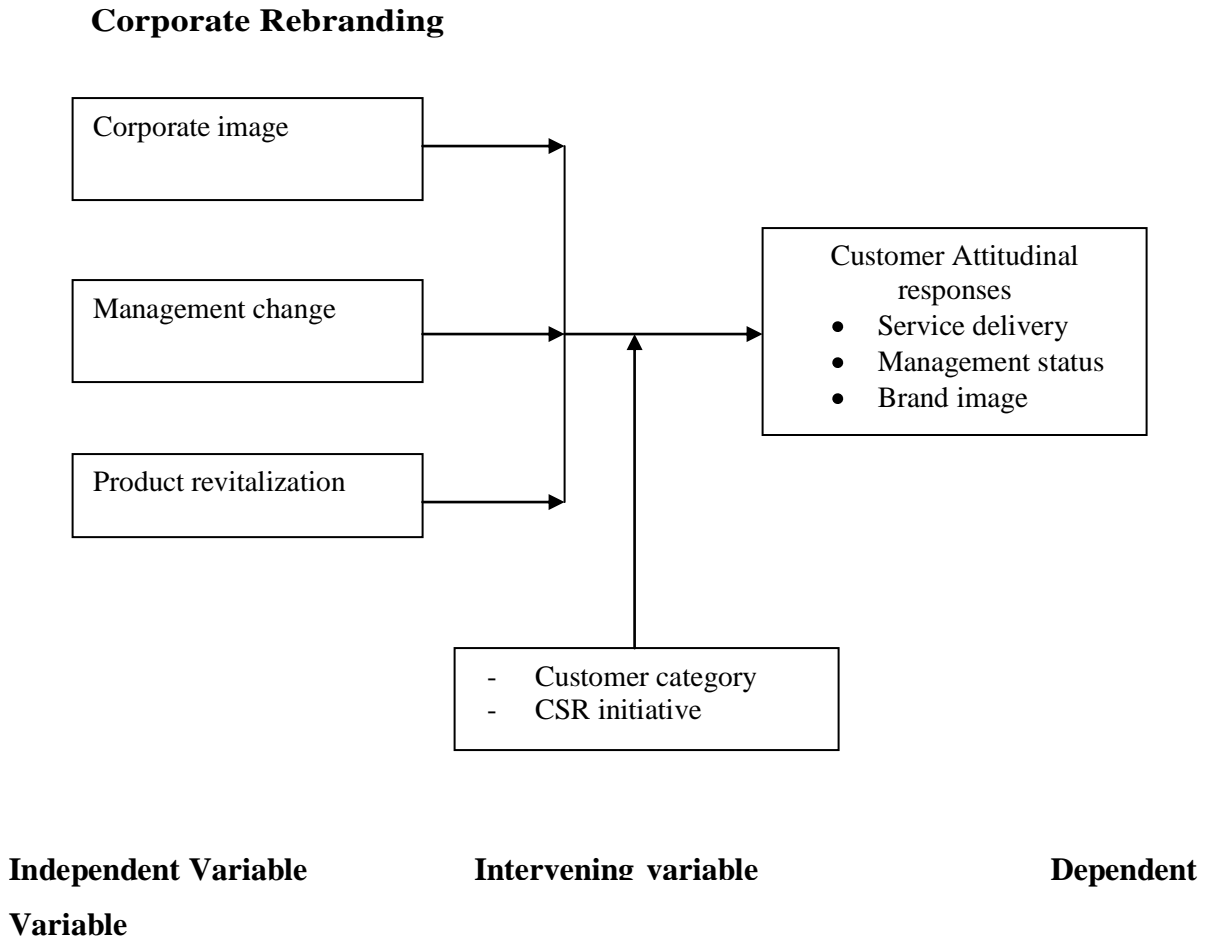 Corporate Rebranding
Corporate image
Management change
Product revitalization
Customer Attitudinal
responses
• Service delivery
• Management status
• Brand image
- Customer category
- CSR initiative
Independent Variable Intervening variable Dependent
Variable